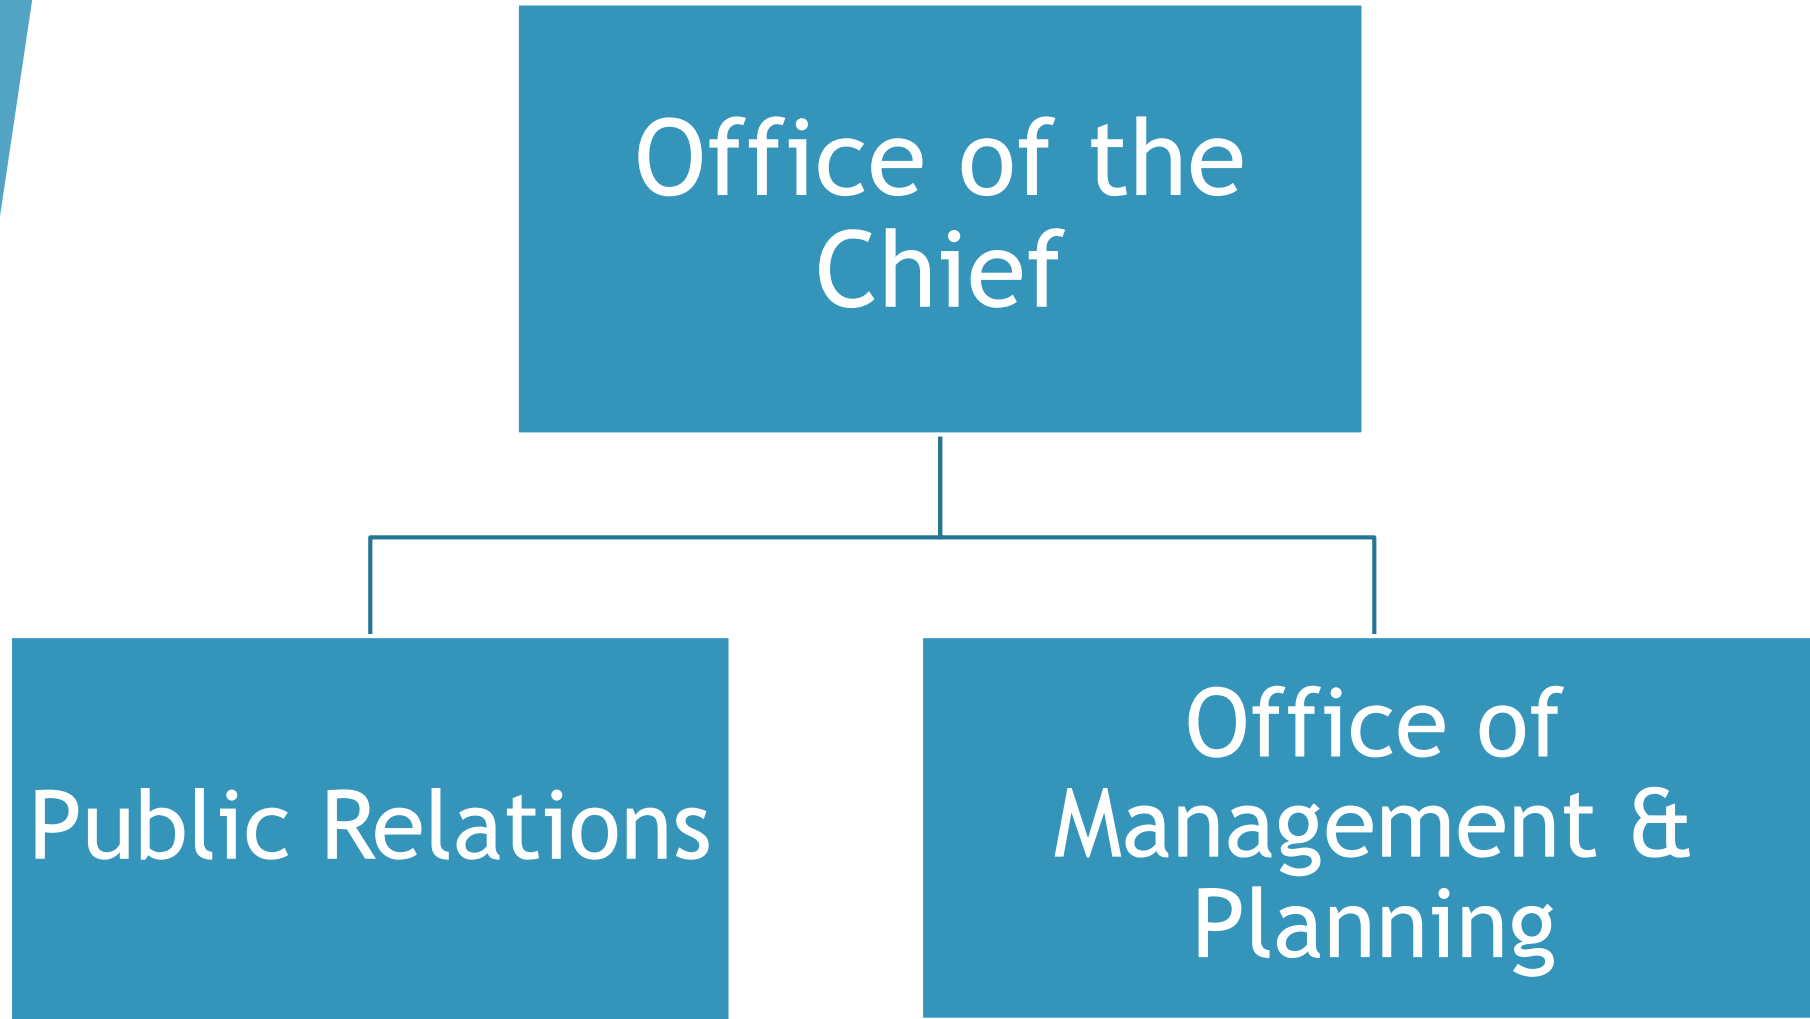 Office of the
Chief
Public Relations
Office of
Management &
Planning